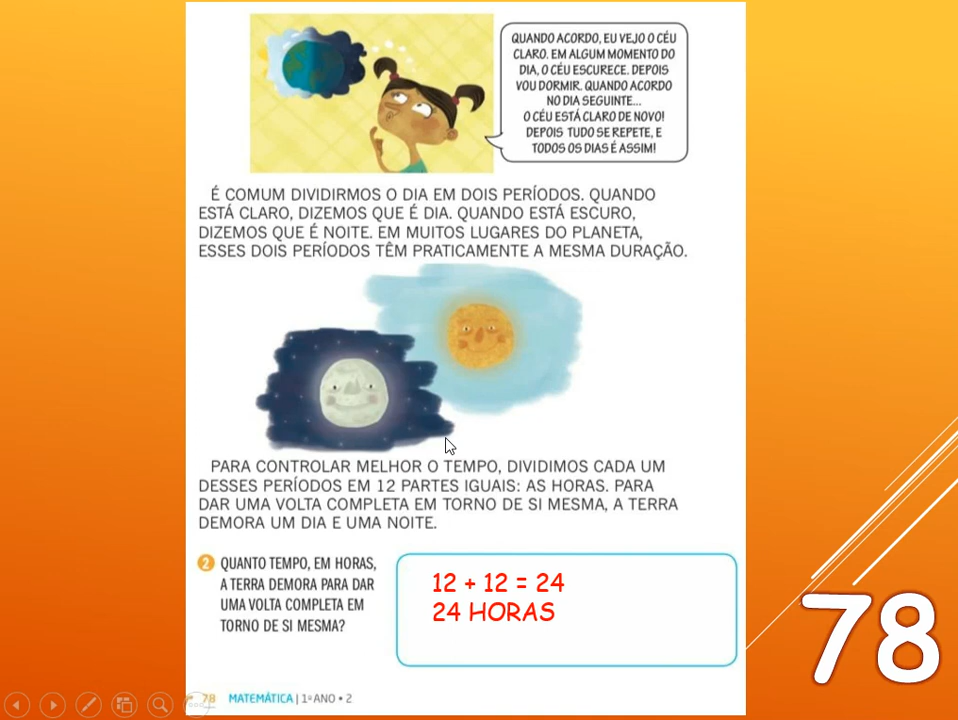 QUANDO ACORDO, EU VEJO O CÉU
CLARO. EM ALGUM MOMENTO DO
DIA, O CÉU ESCURECE. DEPOIS
VOU DORMIR. QUANDO ACORDO
NO DIA SEGUINTE...
O CÉU ESTÁ CLARO DE NOVO!
DEPOIS TUDO SE REPETE, E
TODOS OS DIAS É ASSIM!
É COMUM DIVIDIRMOS O DIA EM DOIS PERÍODOS. QUANDO
ESTÁ CLARO, DIZEMOS QUE É DIA. QUANDO ESTÁ ESCURO,
DIZEMOS QUE É NOITE. EM MUITOS LUGARES DO PLANETA,
ESSES DOIS PERÍODOS TÊM PRATICAMENTE A MESMA DURAÇÃO.
PARA CONTROLAR MELHOR O TEMPO, DIVIDIMOS CADA UM
DESSES PERÍODOS EM 12 PARTES IGUAIS: AS HORAS. PARA
DAR UMA VOLTA COMPLETA EM TORNO DE SI MESMA, A TERRA
DEMORA UM DIA E UMA NOITE.
2 QUANTO TEMPO, EM HORAS,
A TERRA DEMORA PARA DAR
UMA VOLTA COMPLETA EM
TORNO DE SI MESMA?
12 + 12 = 24
24 HORAS
78 MATEMÁTICA | 1º ANO • 2
78